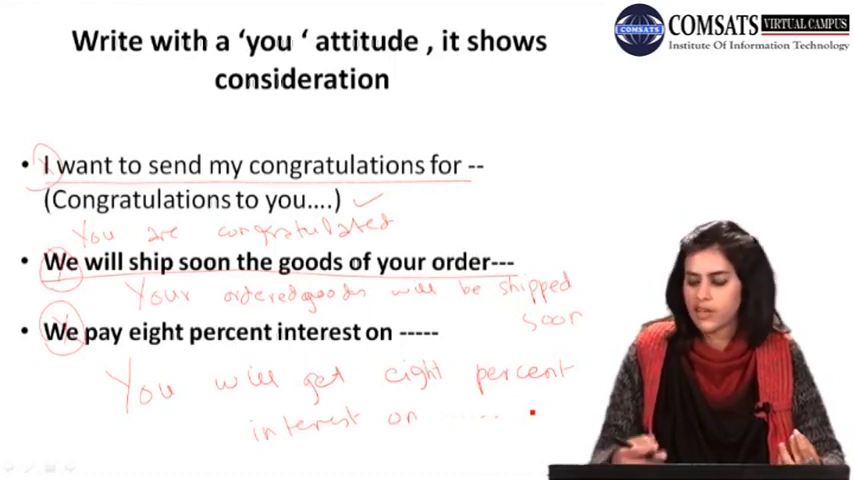 Write with a ‘you ‘ attitude , it shows
consideration
COMSATS VIRTUAL CAMPUS
Institute Of Information Technology
COMSATS
• I want to send my congratulations for --
(Congratulations to you....)
You are congratulated
• We will ship soon the goods of your order---
Your ordered goods will be shipped
soon
• We pay eight percent interest on -----
You will get eight percent
interest on ......